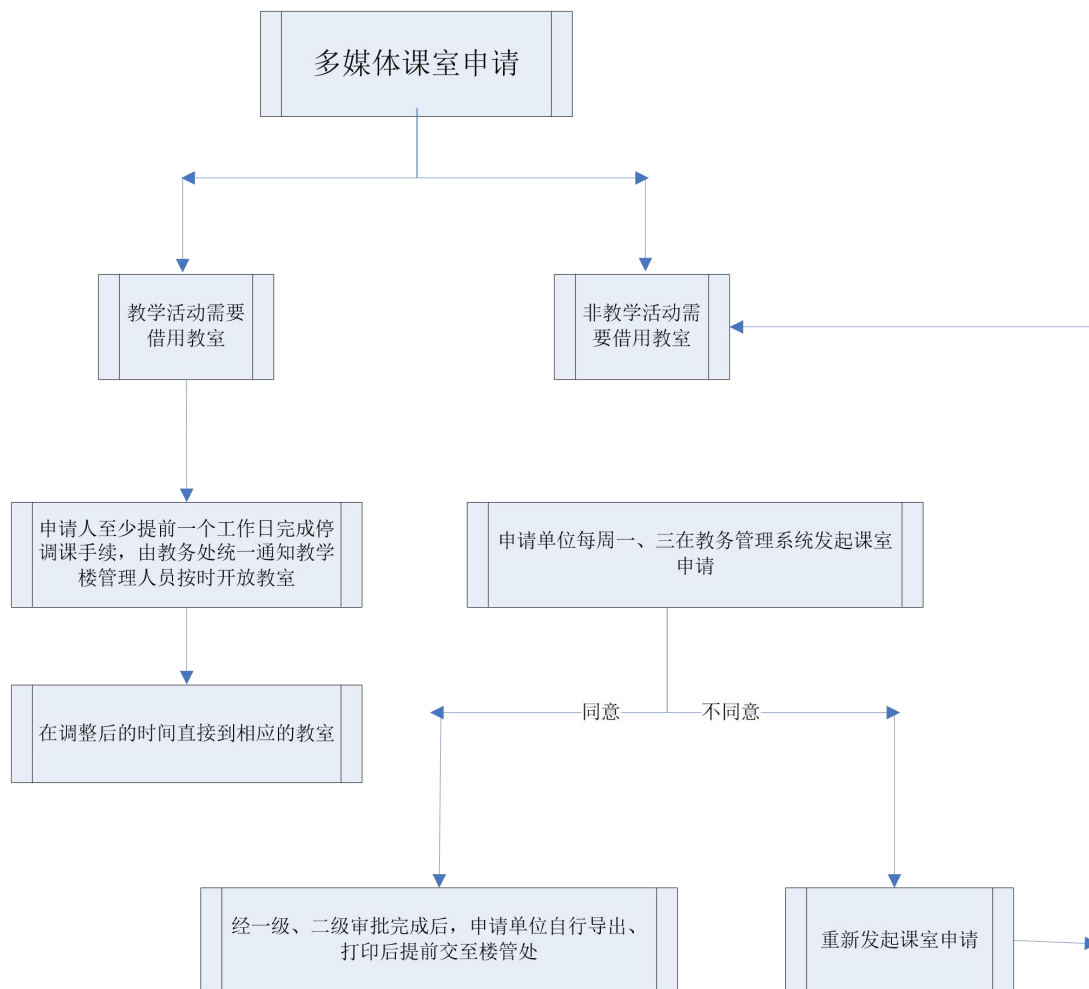 多媒体课室申请
教学活动需要
借用教室
非教学活动需
要借用教室
申请人至少提前一个工作日完成停
调课手续，由教务处统一通知教学
楼管理人员按时开放教室
申请单位每周一、三在教务管理系统发起课室
申请
在调整后的时间直接到相应的教室
同意
不同意
经一级、二级审批完成后，申请单位自行导出、
打印后提前交至楼管处
重新发起课室申请